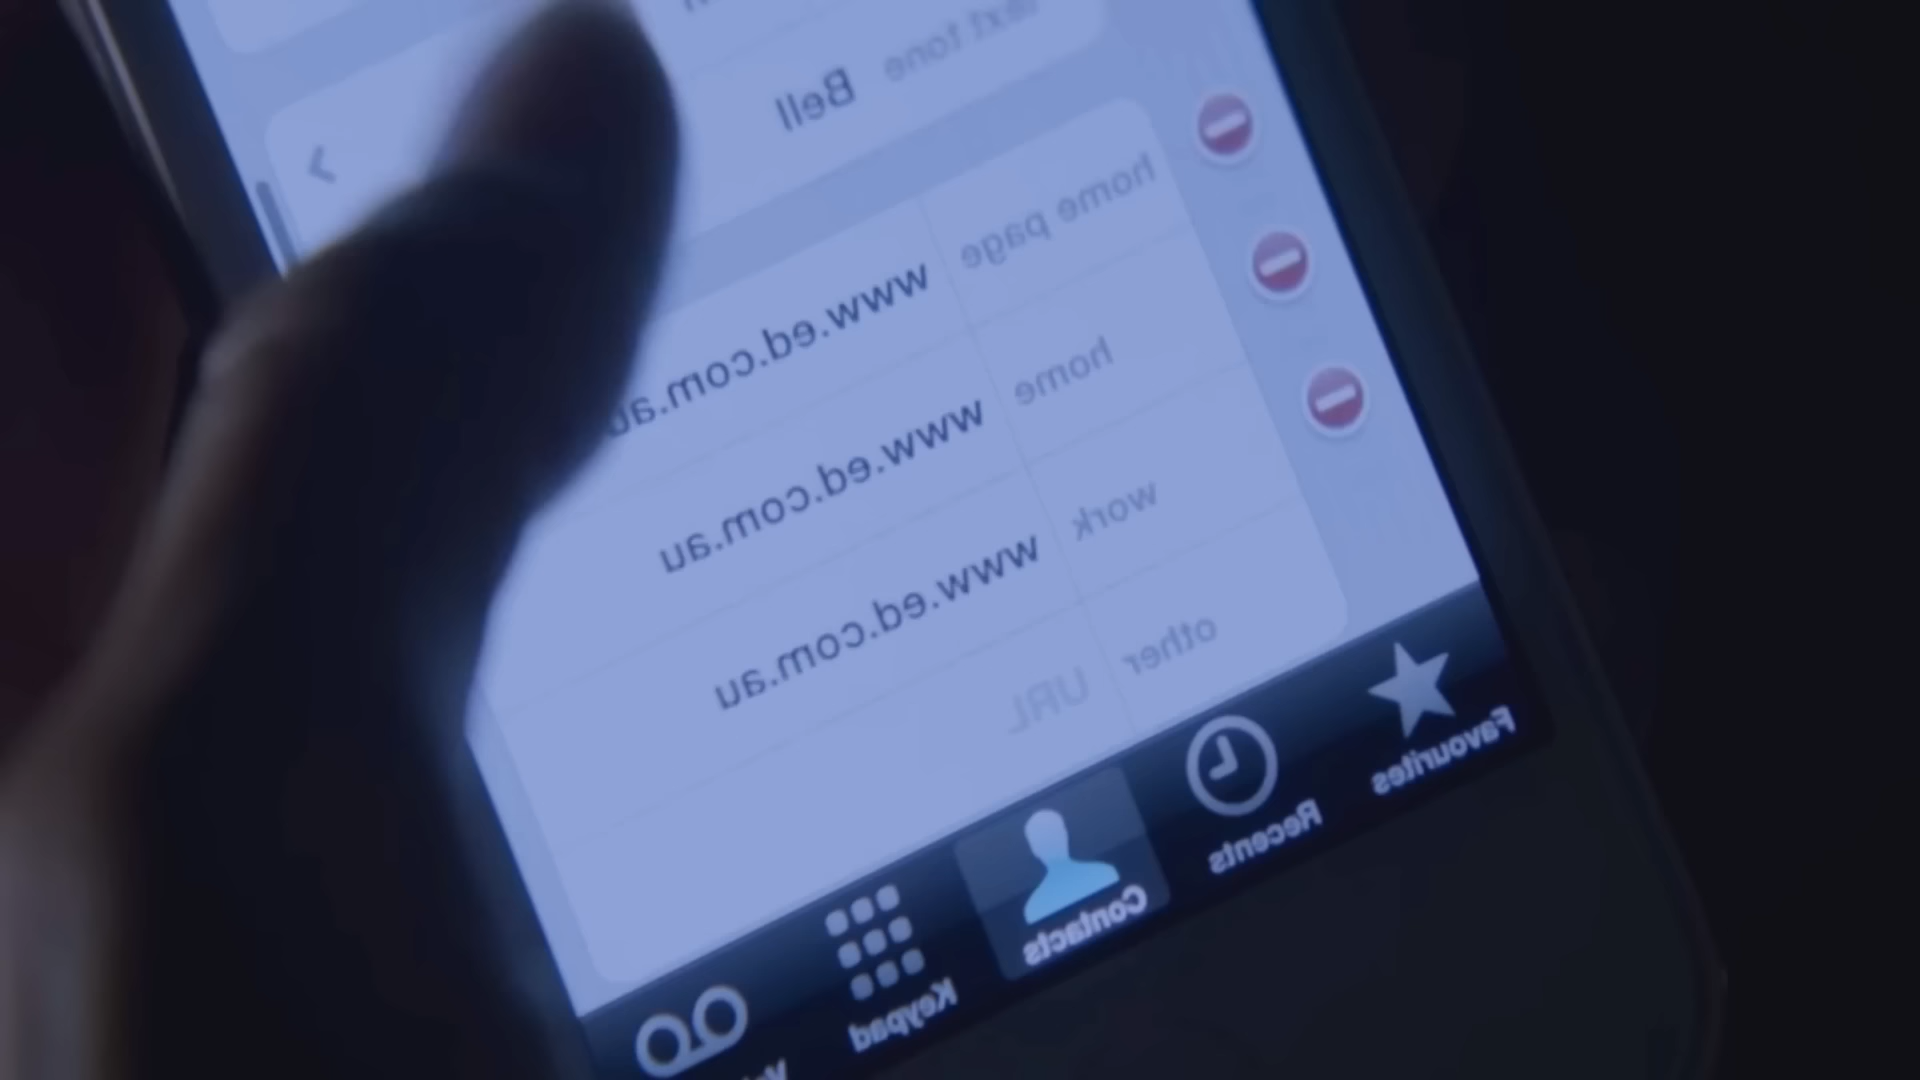 text tone Bell
home page www.ed.com.au
home www.ed.com.au
work www.ed.com.au
other URL
Favourites
Recents
Contacts
Keypad